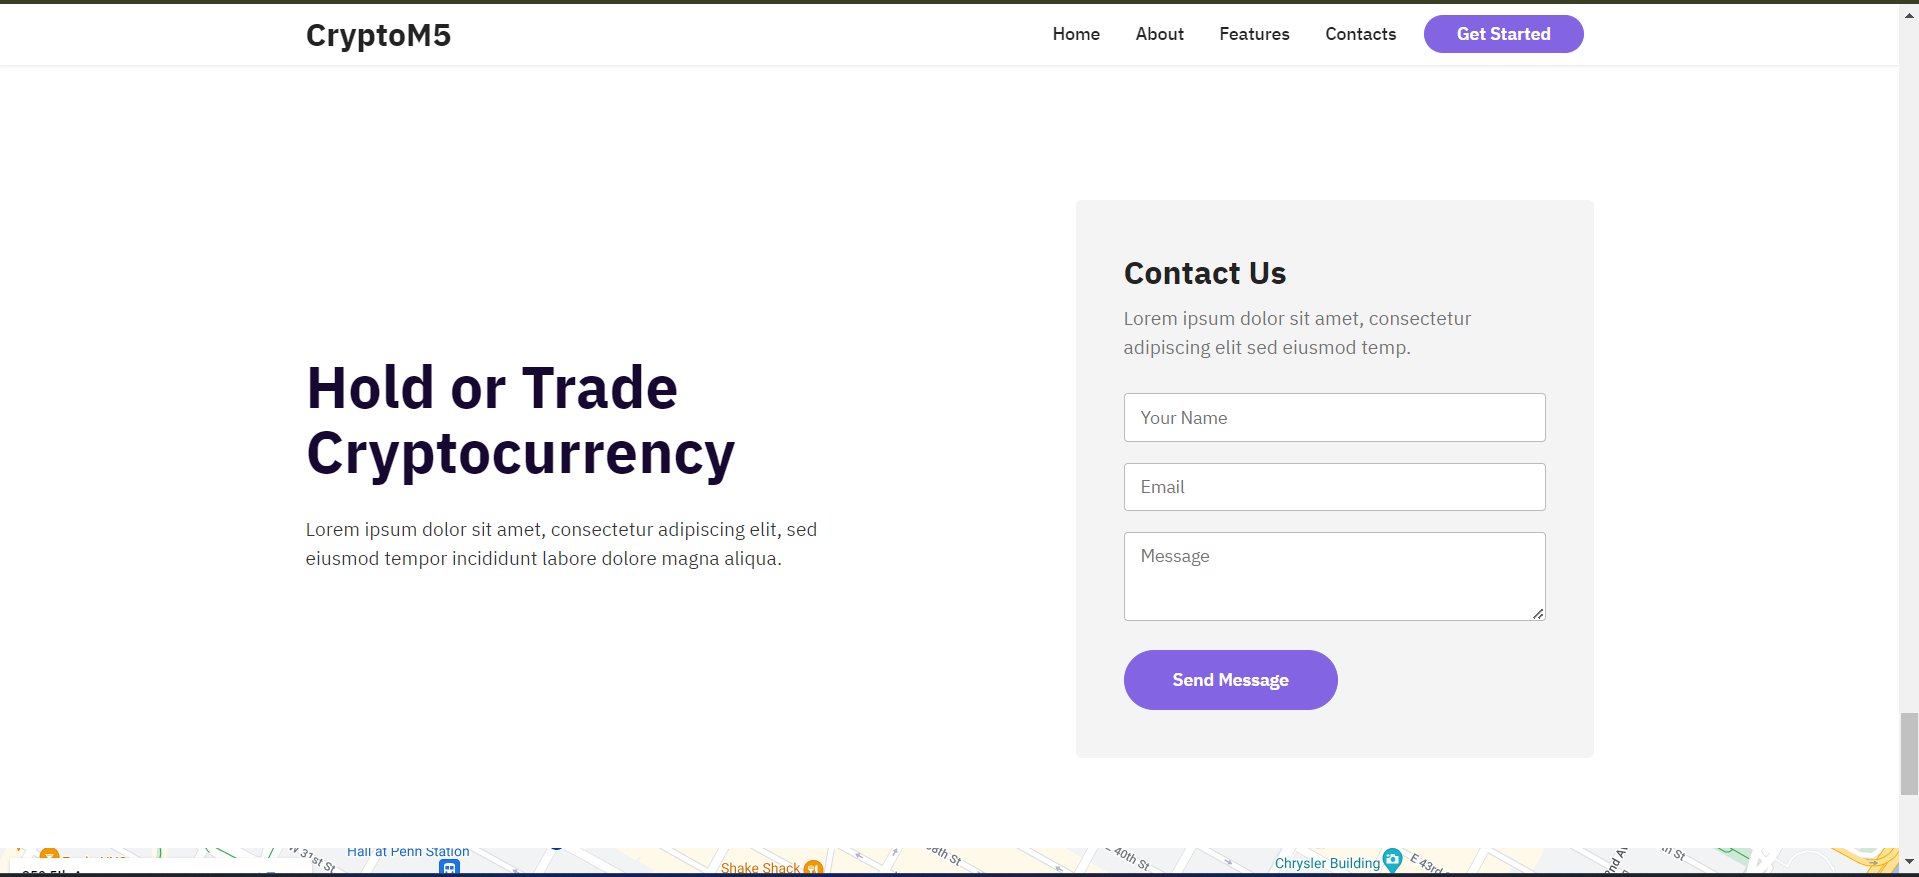 CryptoM5
Home About Features Contacts Get Started
Hold or Trade
Cryptocurrency
Lorem ipsum dolor sit amet, consectetur adipiscing elit, sed
eiusmod tempor incididunt labore dolore magna aliqua.
Contact Us
Lorem ipsum dolor sit amet, consectetur
adipiscing elit sed eiusmod temp.
Your Name
Email
Message
Send Message
W 31st St
Hall at Penn Station
Shake Shack
40th St
Chrysler Building
E 43rd